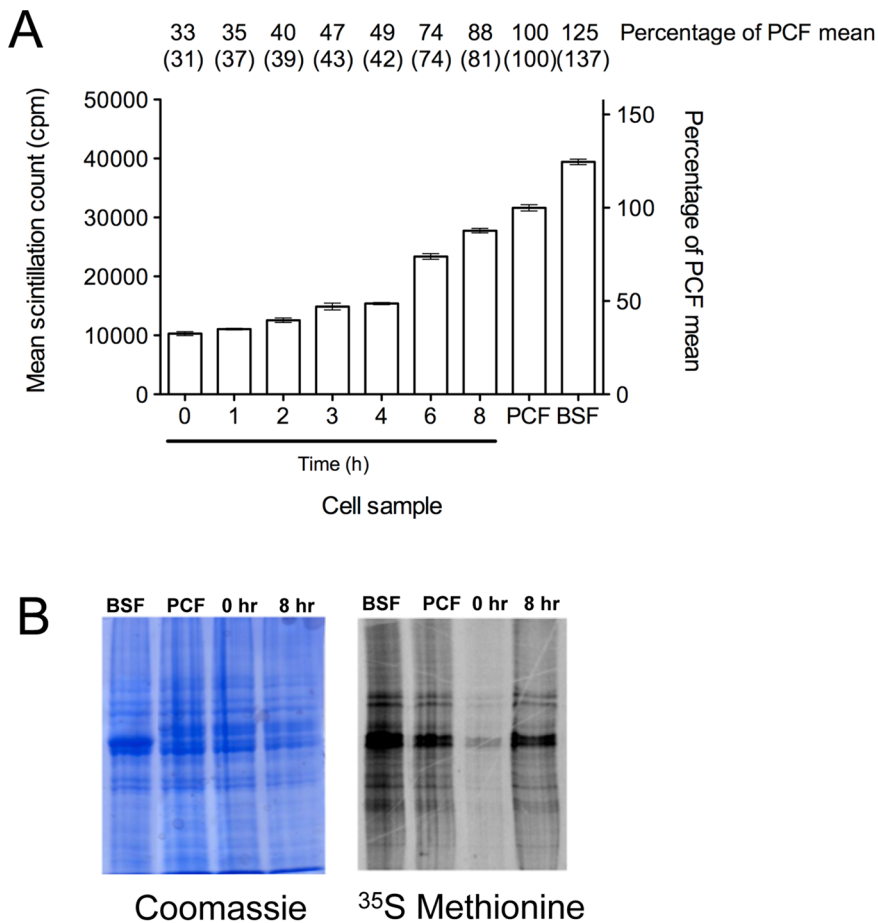 A
33 35 40 47 49 74 88 100 125 Percentage of PCF mean
(31) (37) (39) (43) (42) (74) (81) (100) (137)
Mean scintillation count (cpm)
50000
40000
30000
20000
10000
0
150
100
50
0
Percentage of PCF mean
0 1 2 3 4 6 8 PCF BSF
Time (h)
Cell sample
B
BSF PCF 0 hr 8 hr
BSF PCF 0 hr 8 hr
Coomassie
³⁵S Methionine